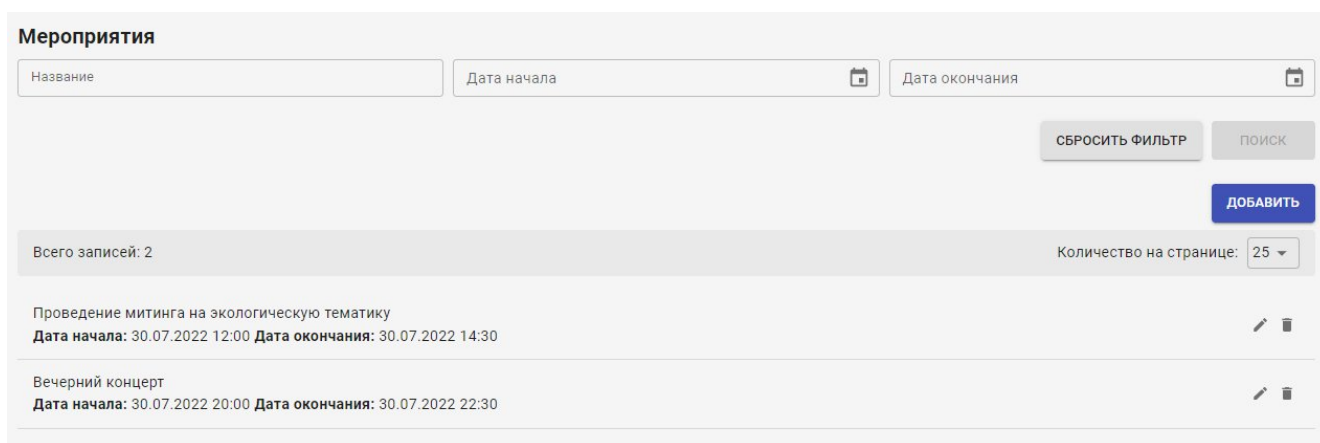 Мероприятия
Название Дата начала Дата окончания
СБРОСИТЬ ФИЛЬТР ПОИСК
ДОБАВИТЬ
Всего записей: 2 Количество на странице: 25
Проведение митинга на экологическую тематику
Дата начала: 30.07.2022 12:00 Дата окончания: 30.07.2022 14:30
Вечерний концерт
Дата начала: 30.07.2022 20:00 Дата окончания: 30.07.2022 22:30